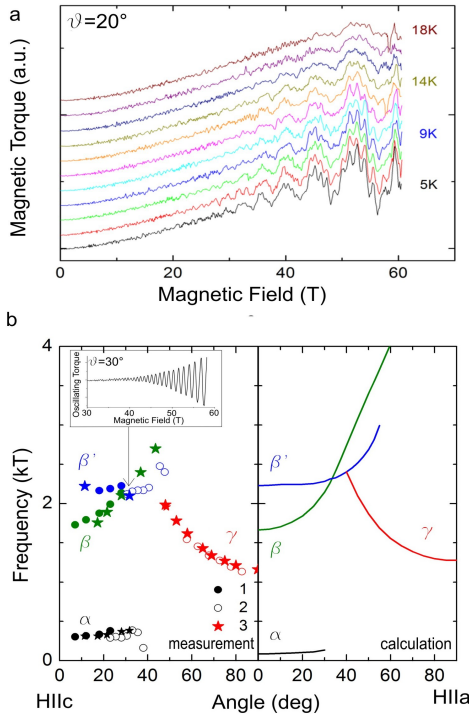 a
ϑ=20°
Magnetic Torque (a.u.)
18K
14K
9K
5K
0 20 40 60
Magnetic Field (T)
b
4
2
0
Frequency (kT)
ϑ=30°
Oscillating Torque
30 40 50 60
Magnetic Field (T)
β'
β
γ
α
1
2
3
measurement
β'
β
γ
α
calculation
0 20 40 60 80 0 20 40 60 80
HIIc Angle (deg) HIIa